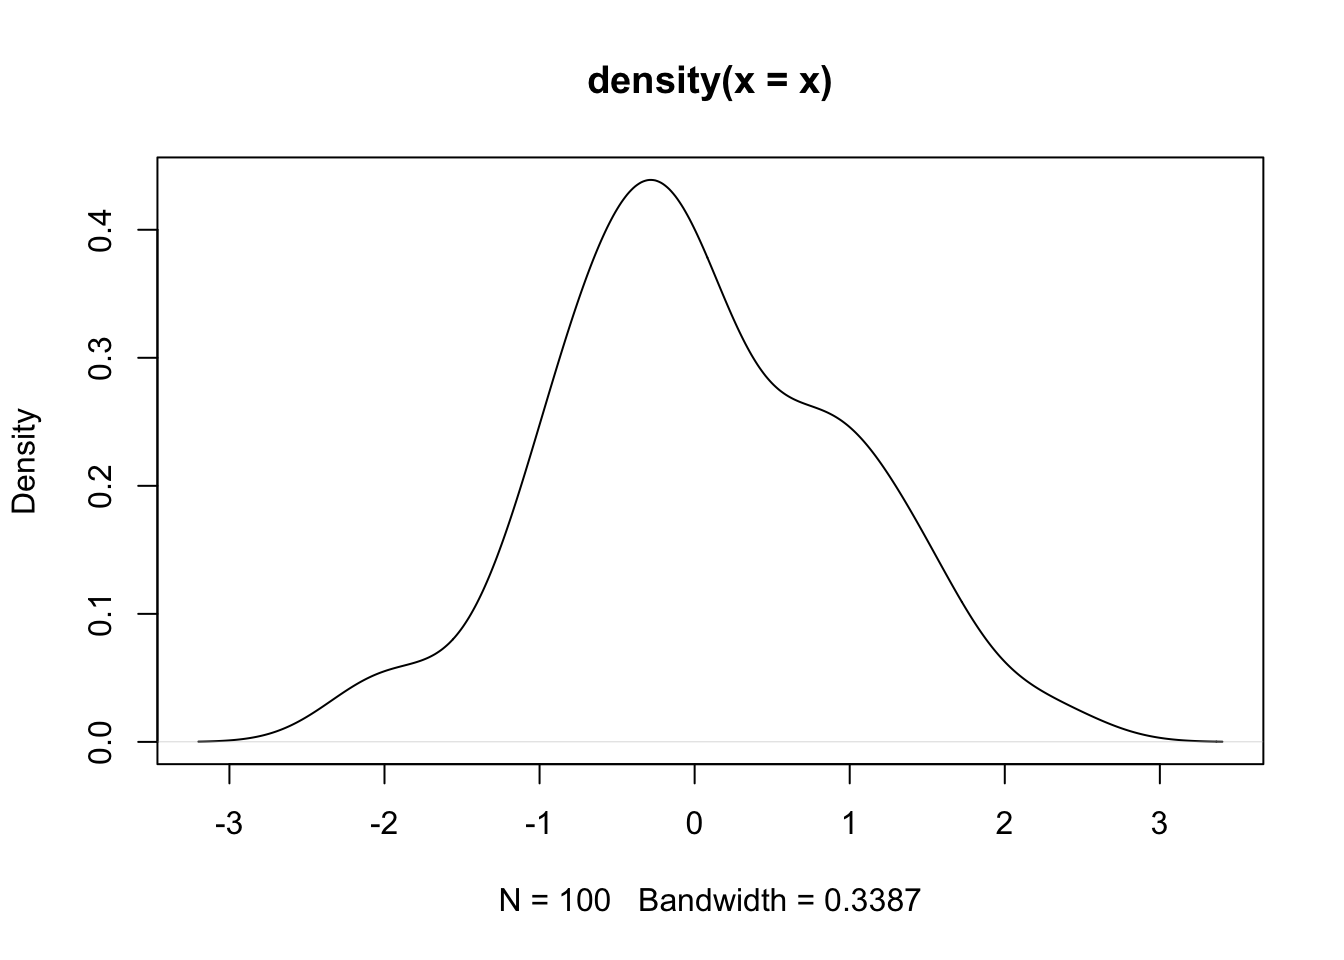 density(x = x)
Density
0.4
0.3
0.2
0.1
0.0
-3 -2 -1 0 1 2 3
N = 100 Bandwidth = 0.3387